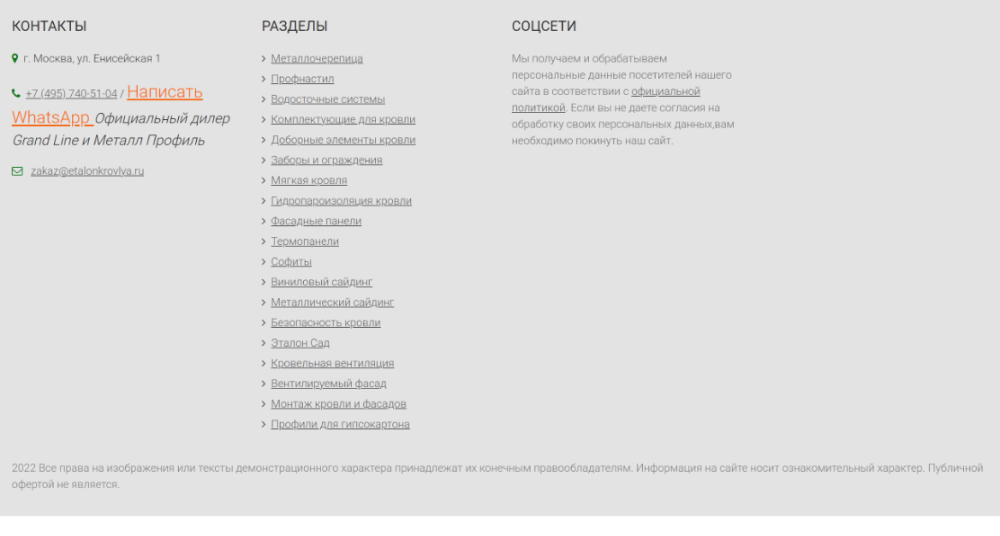 КОНТАКТЫ
г. Москва, ул. Енисейская 1
+7 (495) 740-51-04 / Написать
WhatsApp Официальный дилер
Grand Line и Металл Профиль
zakaz@etalonkrovlya.ru
РАЗДЕЛЫ
Металлочерепица
Профнастил
Водосточные системы
Комплектующие для кровли
Доборные элементы кровли
Заборы и ограждения
Мягкая кровля
Гидропароизоляция кровли
Фасадные панели
Термопанели
Софиты
Виниловый сайдинг
Металлический сайдинг
Безопасность кровли
Эталон Сад
Кровельная вентиляция
Вентилируемый фасад
Монтаж кровли и фасадов
Профили для гипсокартона
СОЦСЕТИ
Мы получаем и обрабатываем
персональные данные посетителей нашего
сайта в соответствии с официальной
политикой. Если вы не даете согласия на
обработку своих персональных данных,вам
необходимо покинуть наш сайт.
2022 Все права на изображения или тексты демонстрационного характера принадлежат их конечным правообладателям. Информация на сайте носит ознакомительный характер. Публичной
офертой не является.